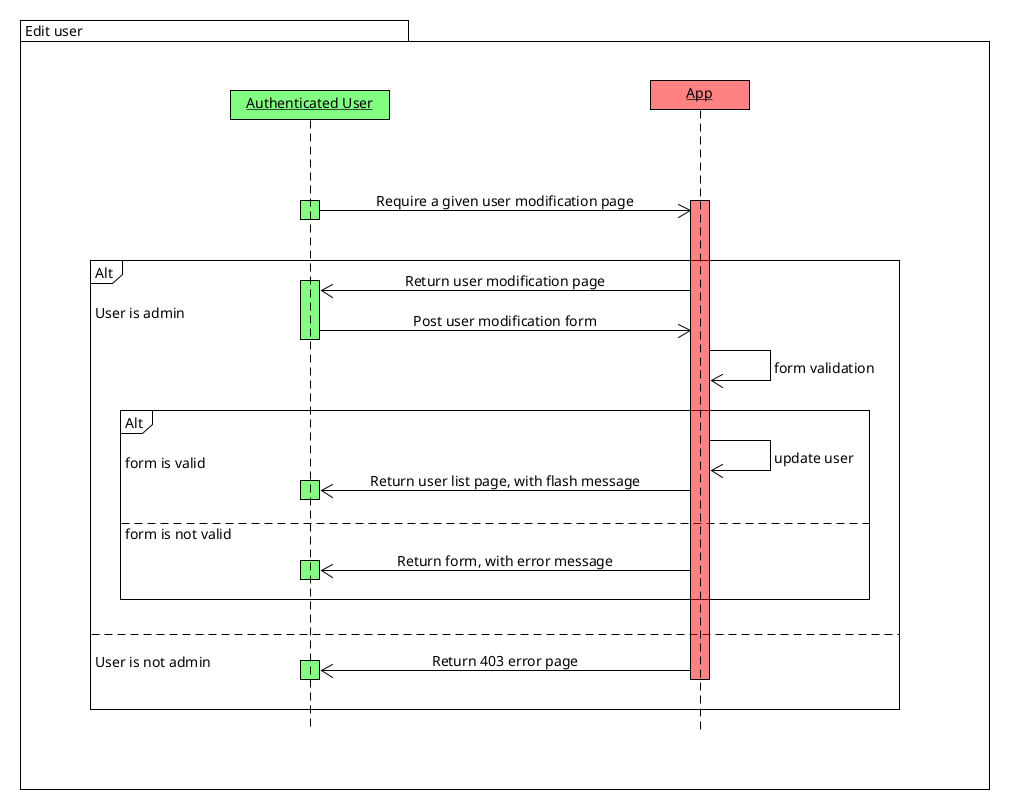 Edit user
Authenticated User
App
Require a given user modification page
Alt
Return user modification page
User is admin
Post user modification form
form validation
Alt
form is valid
update user
Return user list page, with flash message
form is not valid
Return form, with error message
User is not admin
Return 403 error page